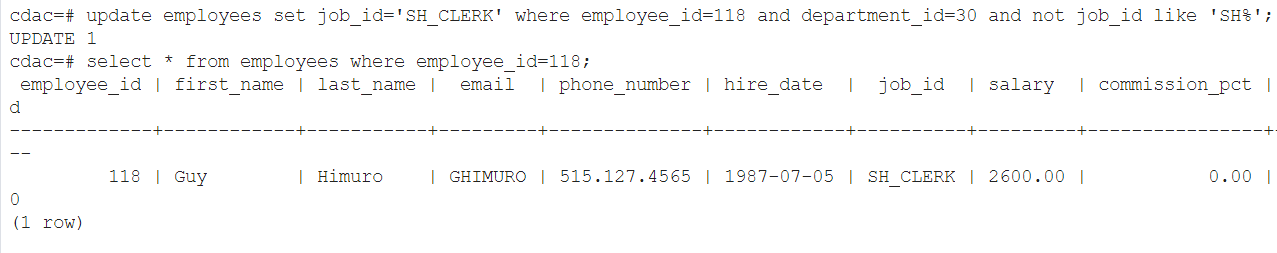 cdac=# update employees set job_id='SH_CLERK' where employee_id=118 and department_id=30 and not job_id like 'SH%';
UPDATE 1
cdac=# select * from employees where employee_id=118;
 employee_id | first_name | last_name |  email  | phone_number | hire_date  |  job_id  | salary  | commission_pct |
d
-------------+------------+-----------+---------+--------------+------------+----------+---------+----------------+-
--
         118 | Guy        | Himuro    | GHIMURO | 515.127.4565 | 1987-07-05 | SH_CLERK | 2600.00 |           0.00 |
0
(1 row)